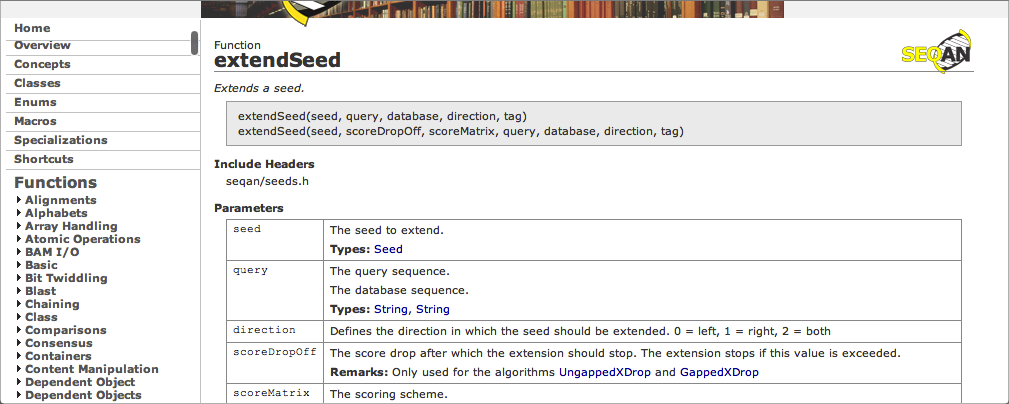 Home
Overview
Concepts
Classes
Enums
Macros
Specializations
Shortcuts
Functions
Alignments
Alphabets
Array Handling
Atomic Operations
BAM I/O
Basic
Bit Twiddling
Blast
Chaining
Class
Comparisons
Consensus
Containers
Content Manipulation
Dependent Object
Dependent Objects
Function
extendSeed
SEQAN
Extends a seed.
extendSeed(seed, query, database, direction, tag)
extendSeed(seed, scoreDropOff, scoreMatrix, query, database, direction, tag)
Include Headers
seqan/seeds.h
Parameters
seed The seed to extend.
Types: Seed
query The query sequence.
The database sequence.
Types: String, String
direction Defines the direction in which the seed should be extended. 0 = left, 1 = right, 2 = both
scoreDropOff The score drop after which the extension should stop. The extension stops if this value is exceeded.
Remarks: Only used for the algorithms UngappedXDrop and GappedXDrop
scoreMatrix The scoring scheme.